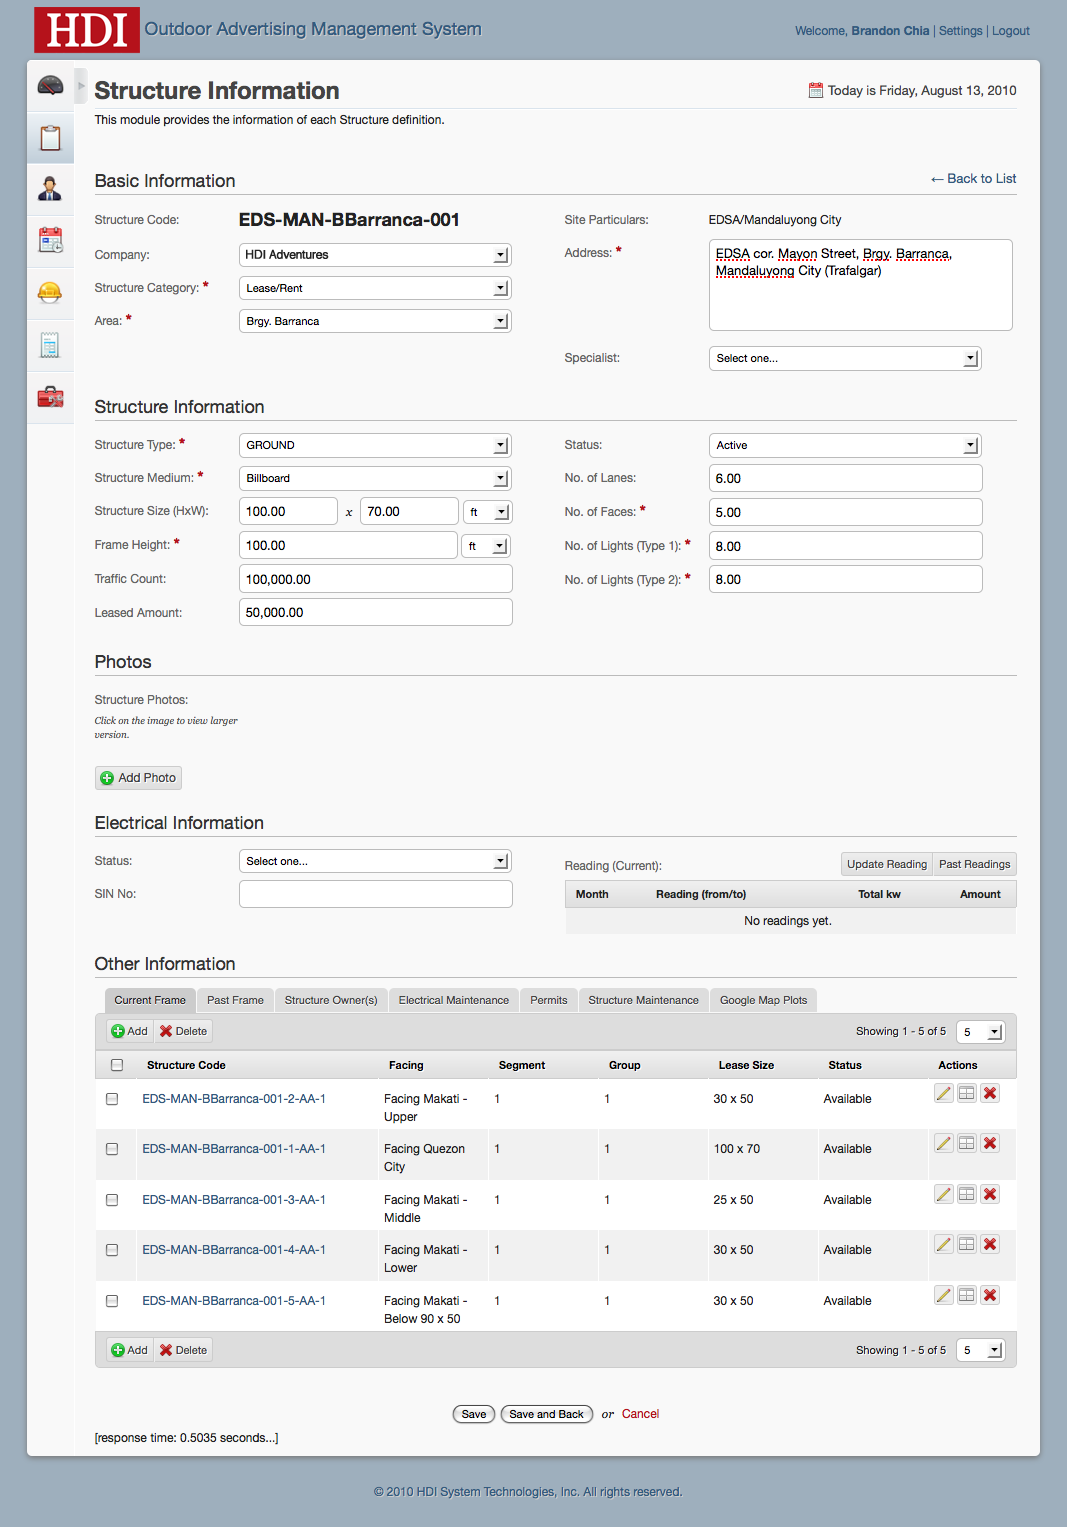 HDI Outdoor Advertising Management System
Welcome, Brandon Chia | Settings | Logout
Structure Information
Today is Friday, August 13, 2010
This module provides the information of each Structure definition.
Basic Information
← Back to List
Structure Code: EDS-MAN-BBarranca-001
Company: HDI Adventures
Structure Category: * Lease/Rent
Area: * Brgy. Barranca
Site Particulars: EDSA/Mandaluyong City
Address: * EDSA cor. Mayon Street, Brgy. Barranca,
Mandaluyong City (Trafalgar)
Specialist: Select one...
Structure Information
Structure Type: * GROUND
Structure Medium: * Billboard
Structure Size (HxW): 100.00 x 70.00 ft
Frame Height: * 100.00 ft
Traffic Count: 100,000.00
Leased Amount: 50,000.00
Status: Active
No. of Lanes: 6.00
No. of Faces: * 5.00
No. of Lights (Type 1): * 8.00
No. of Lights (Type 2): * 8.00
Photos
Structure Photos:
Click on the image to view larger
version.
Add Photo
Electrical Information
Status: Select one...
SIN No:
Reading (Current): Update Reading Past Readings
Month Reading (from/to) Total kw Amount
No readings yet.
Other Information
Current Frame Past Frame Structure Owner(s) Electrical Maintenance Permits Structure Maintenance Google Map Plots
Add Delete Showing 1 - 5 of 5 5
Structure Code Facing Segment Group Lease Size Status Actions
EDS-MAN-BBarranca-001-2-AA-1 Facing Makati - 1 1 30 x 50 Available
Upper
EDS-MAN-BBarranca-001-1-AA-1 Facing Quezon 1 1 100 x 70 Available
City
EDS-MAN-BBarranca-001-3-AA-1 Facing Makati - 1 1 25 x 50 Available
Middle
EDS-MAN-BBarranca-001-4-AA-1 Facing Makati - 1 1 30 x 50 Available
Lower
EDS-MAN-BBarranca-001-5-AA-1 Facing Makati - 1 1 30 x 50 Available
Below 90 x 50
Add Delete Showing 1 - 5 of 5 5
Save Save and Back or Cancel
[response time: 0.5035 seconds...]
© 2010 HDI System Technologies, Inc. All rights reserved.